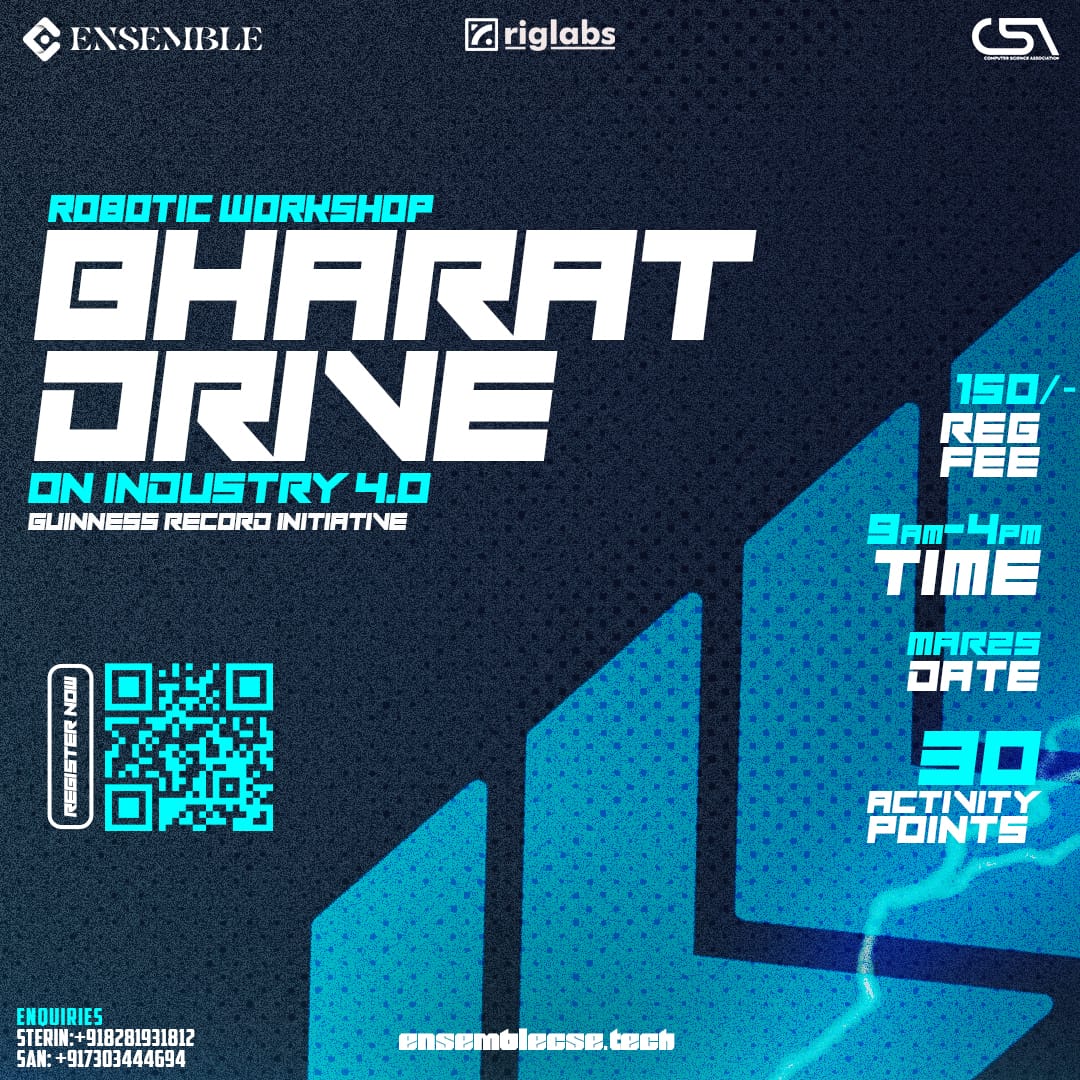 ENSEMBLE
riglabs
CSA
COMPUTER SCIENCE ASSOCIATION
ROBOTIC WORKSHOP
BHARAT
DRIVE
ON INDUSTRY 4.0
GUINNESS RECORD INITIATIVE
150/-
REG
FEE
9AM-4PM
TIME
MAR25
DATE
30
ACTIVITY
POINTS
REGISTER NOW
ENQUIRIES
STERIN:+918281931812
SAN: +917303444694
ensemblecse.tech